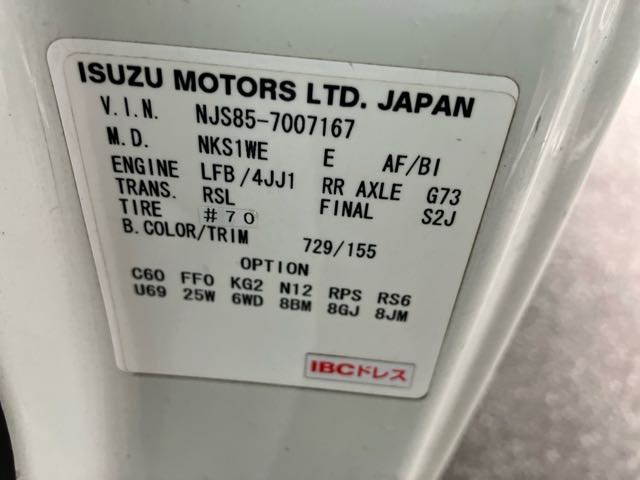 ISUZU MOTORS LTD. JAPAN
V.I.N. NJS85-7007167
M.D. NKS1WE E AF/BI
ENGINE LFB/4JJ1 RR AXLE G73
TRANS. RSL FINAL S2J
TIRE #70
B.COLOR/TRIM 729/155
OPTION
C60 FF0 KG2 N12 RPS RS6
U69 25W 6WD 8BM 8GJ 8JM
IBCドレス